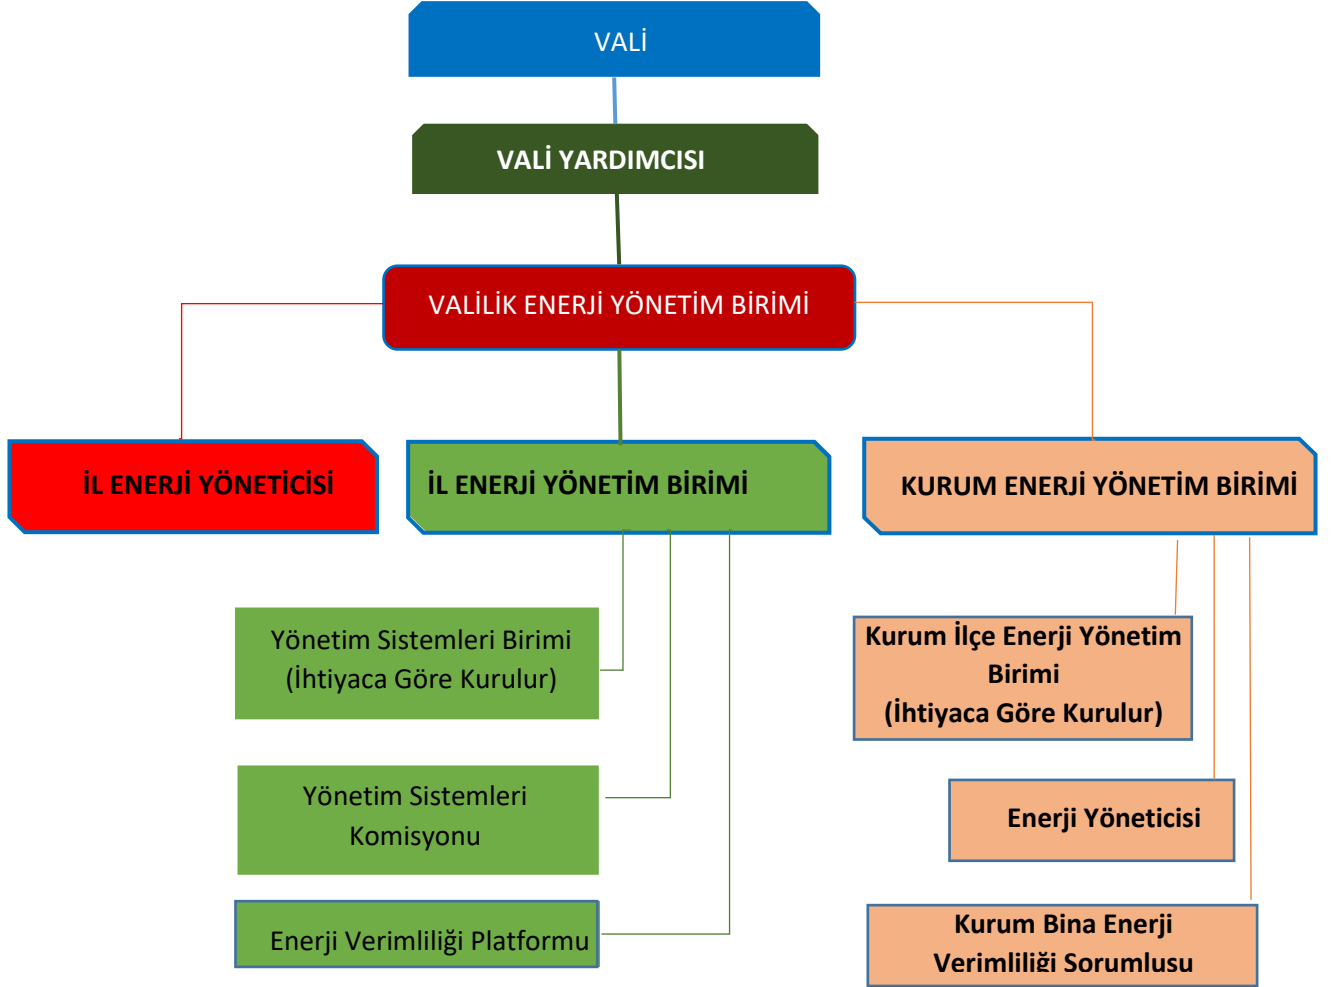 VALİ
VALİ YARDIMCISI
VALİLİK ENERJİ YÖNETİM BİRİMİ
İL ENERJİ YÖNETİCİSİ
İL ENERJİ YÖNETİM BİRİMİ
KURUM ENERJİ YÖNETİM BİRİMİ
Yönetim Sistemleri Birimi
(İhtiyaca Göre Kurulur)
Yönetim Sistemleri
Komisyonu
Enerji Verimliliği Platformu
Kurum İlçe Enerji Yönetim
Birimi
(İhtiyaca Göre Kurulur)
Enerji Yöneticisi
Kurum Bina Enerji
Verimliliği Sorumlusu